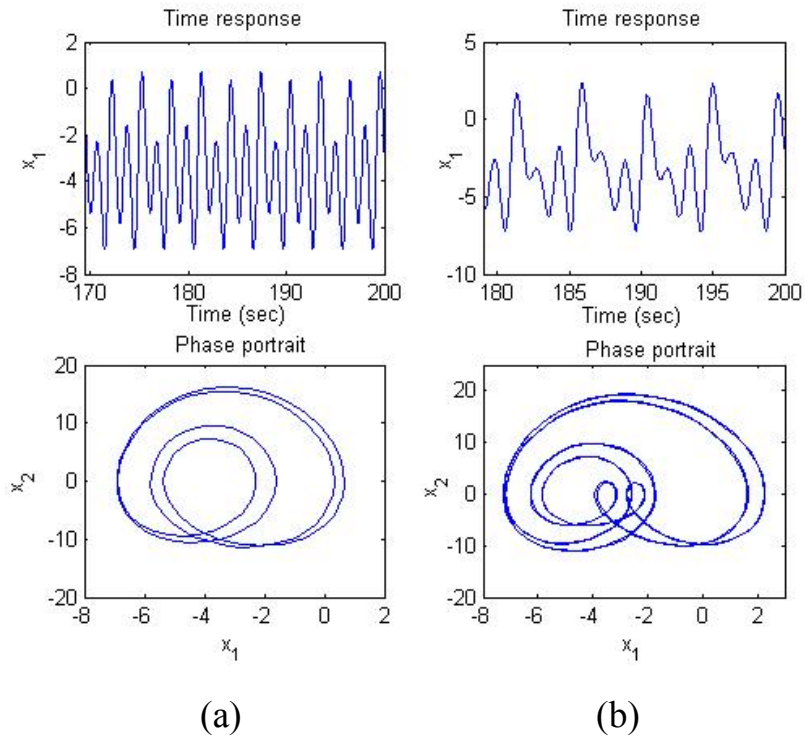 Time response
2
0
-2
-4
-6
-8
x1
170 180 190 200
Time (sec)
Phase portrait
20
10
0
-10
-20
x2
-8 -6 -4 -2 0 2
x1
(a)
Time response
5
0
-5
-10
x1
180 185 190 195 200
Time (sec)
Phase portrait
20
10
0
-10
-20
x2
-8 -6 -4 -2 0 2
x1
(b)